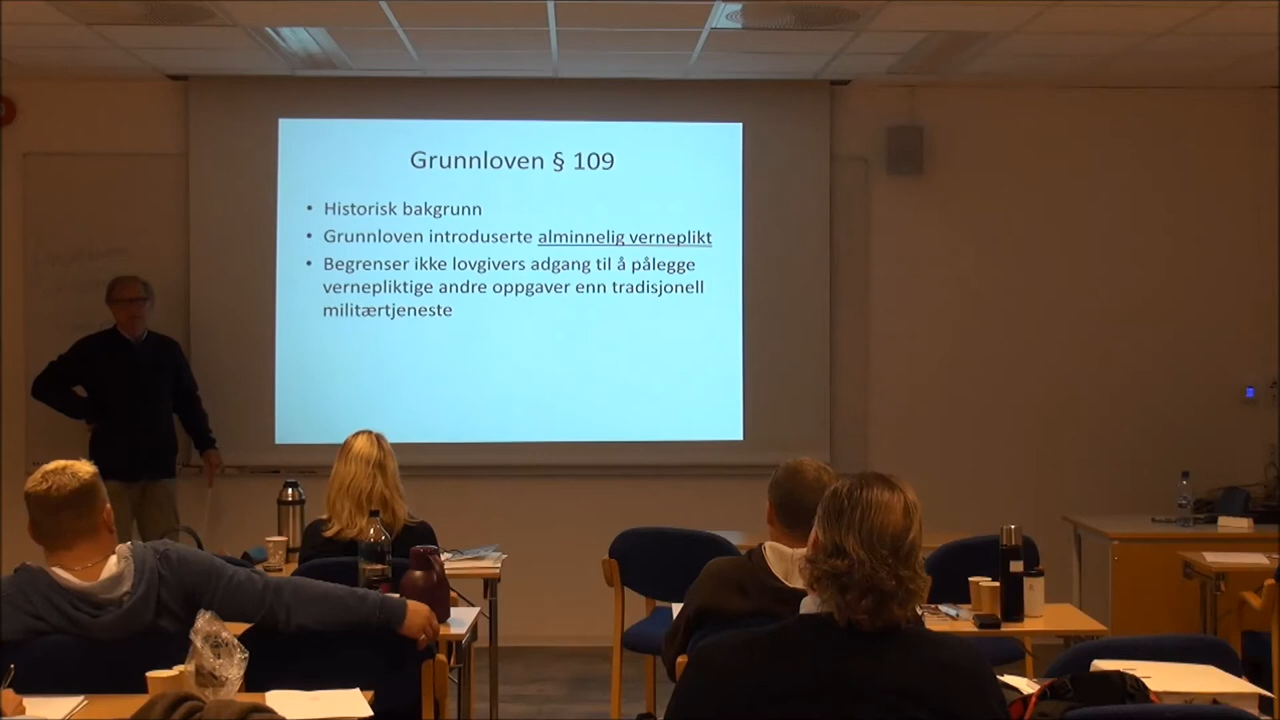 Grunnloven § 109
• Historisk bakgrunn
• Grunnloven introduserte alminnelig verneplikt
• Begrenser ikke lovgivers adgang til å pålegge
vernepliktige andre oppgaver enn tradisjonell
militærtjeneste